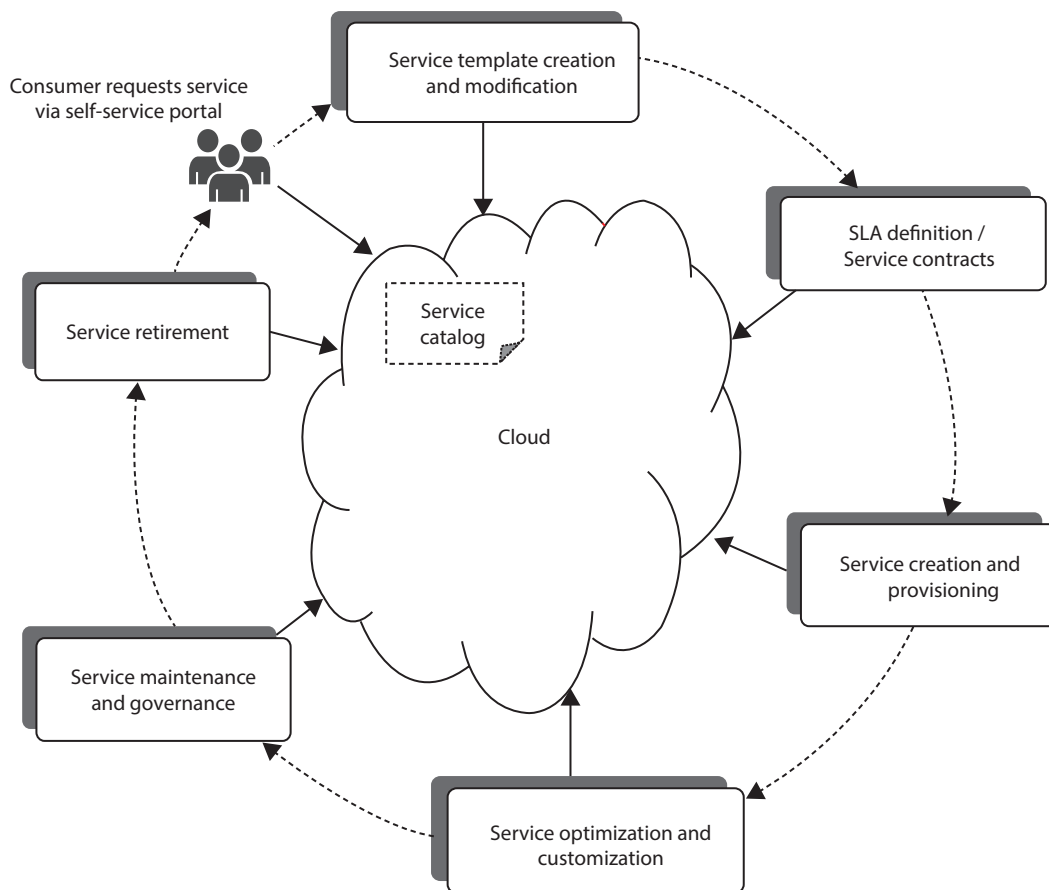 Service template creation
and modification
Consumer requests service
via self-service portal
SLA definition /
Service contracts
Service retirement
Service
catalog
Cloud
Service creation and
provisioning
Service maintenance
and governance
Service optimization and
customization